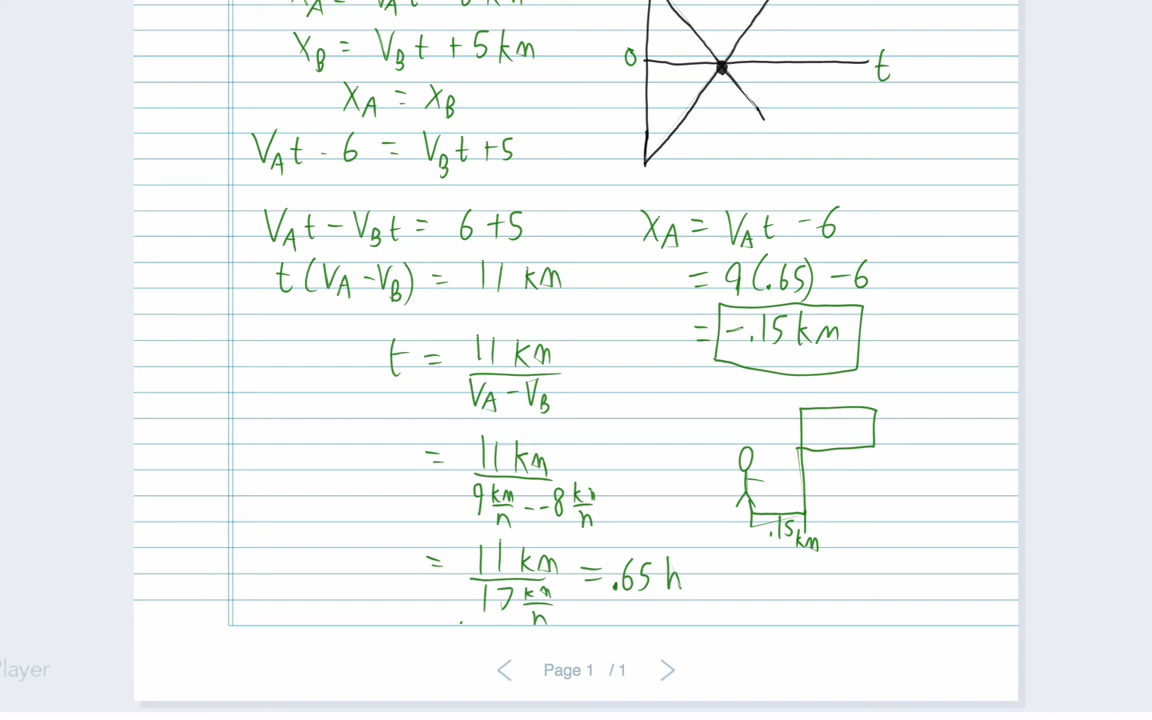 X_B = V_B t + 5 km
X_A = X_B
V_A t - 6 = V_B t + 5
V_A t - V_B t = 6 + 5
t (V_A - V_B) = 11 km
t = 11 km / V_A - V_B
= 11 km / 9 km/h - -8 km/h
= 11 km / 17 km/h = .65 h
0
t
X_A = V_A t - 6
= 9 (.65) - 6
= -.15 km
.15 km
layer
Page 1 / 1